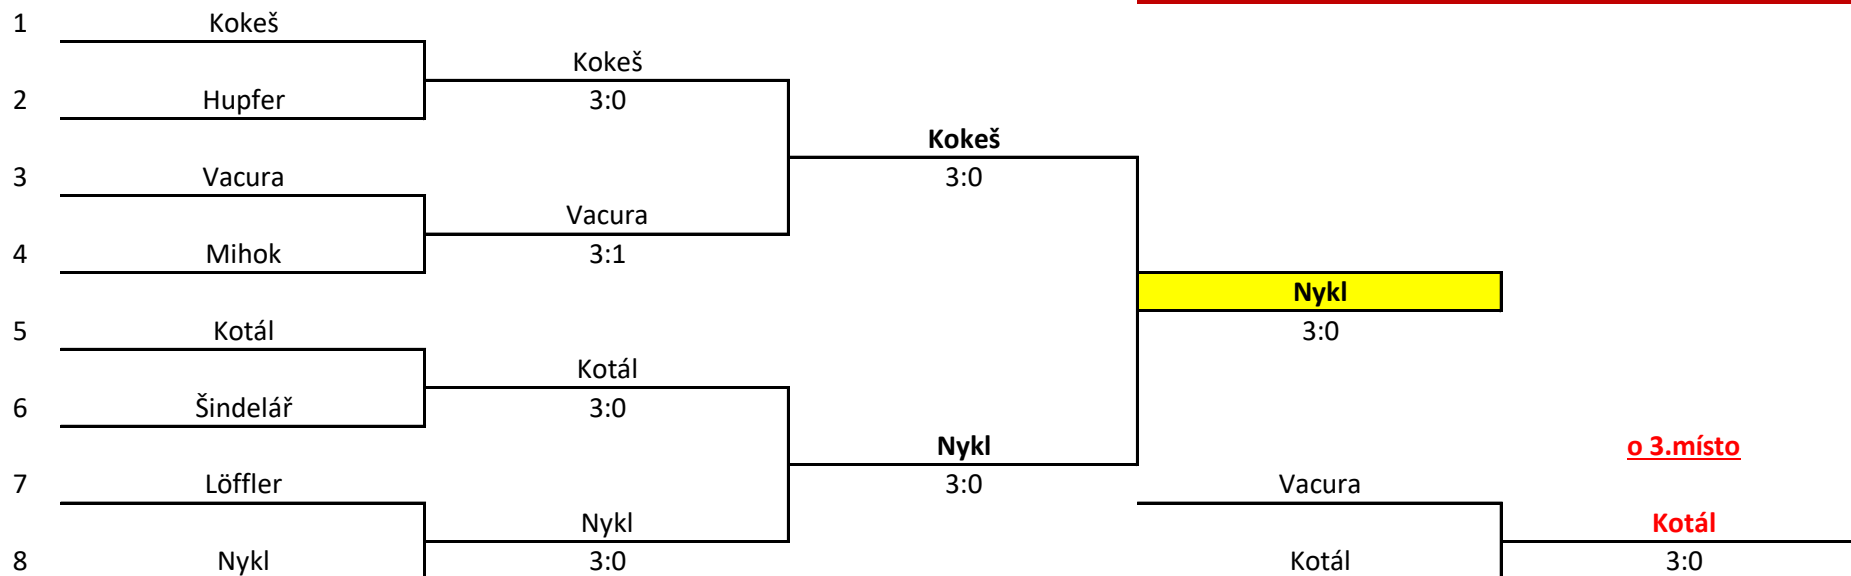 1 Kokeš
Kokeš
2 Hupfer 3:0
Kokeš
3 Vacura 3:0
Vacura
4 Mihok 3:1
Nykl
5 Kotál 3:0
Kotál
6 Šindelář 3:0
Nykl o 3.místo
7 Löffler 3:0 Vacura
Nykl Kotál
8 Nykl 3:0 Kotál 3:0